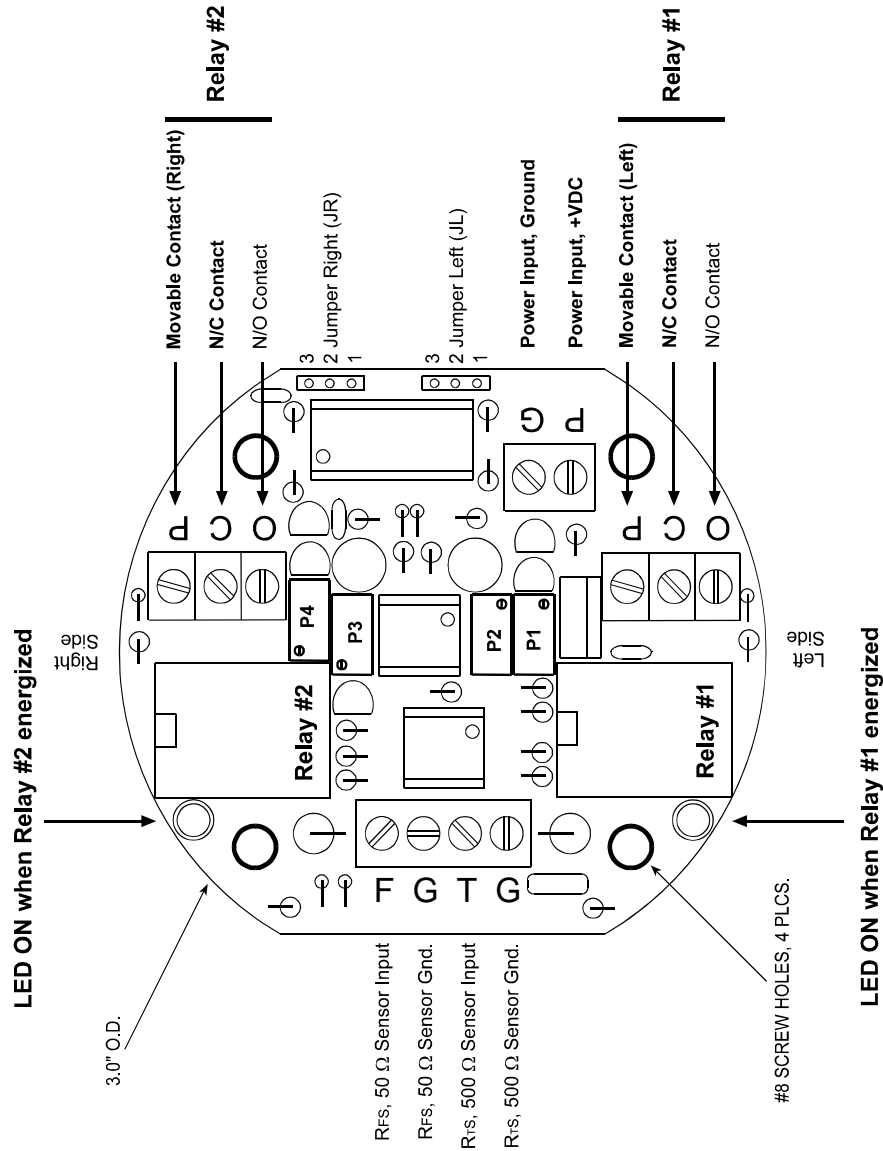 Relay #2
Relay #1
Movable Contact (Right)
N/C Contact
N/O Contact
3
2 Jumper Right (JR)
1
3
2 Jumper Left (JL)
1
Power Input, Ground
Power Input, +VDC
Movable Contact (Left)
N/C Contact
N/O Contact
G
P
P
C
O
P
C
O
P4
P3
P2
P1
Right
Side
Left
Side
LED ON when Relay #2 energized
Relay #2
Relay #1
LED ON when Relay #1 energized
F
G
T
G
3.0" O.D.
RFS, 50 Ω Sensor Input
RFS, 50 Ω Sensor Gnd.
RTS, 500 Ω Sensor Input
RTS, 500 Ω Sensor Gnd.
#8 SCREW HOLES, 4 PLCS.